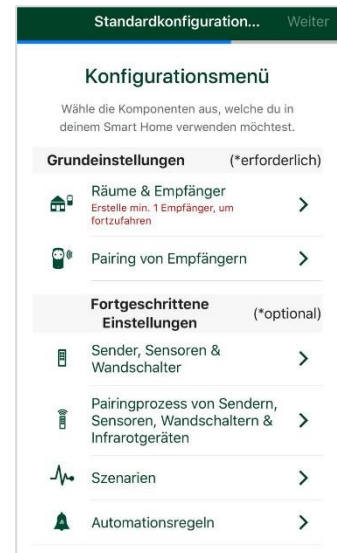 Standardkonfiguration... Weiter
Konfigurationsmenü
Wähle die Komponenten aus, welche du in
deinem Smart Home verwenden möchtest.
Grundeinstellungen (*erforderlich)
Räume & Empfänger
Erstelle min. 1 Empfänger, um
fortzufahren
Pairing von Empfängern
Fortgeschrittene
Einstellungen (*optional)
Sender, Sensoren &
Wandschalter
Pairingprozess von Sendern,
Sensoren, Wandschaltern &
Infrarotgeräten
Szenarien
Automationsregeln